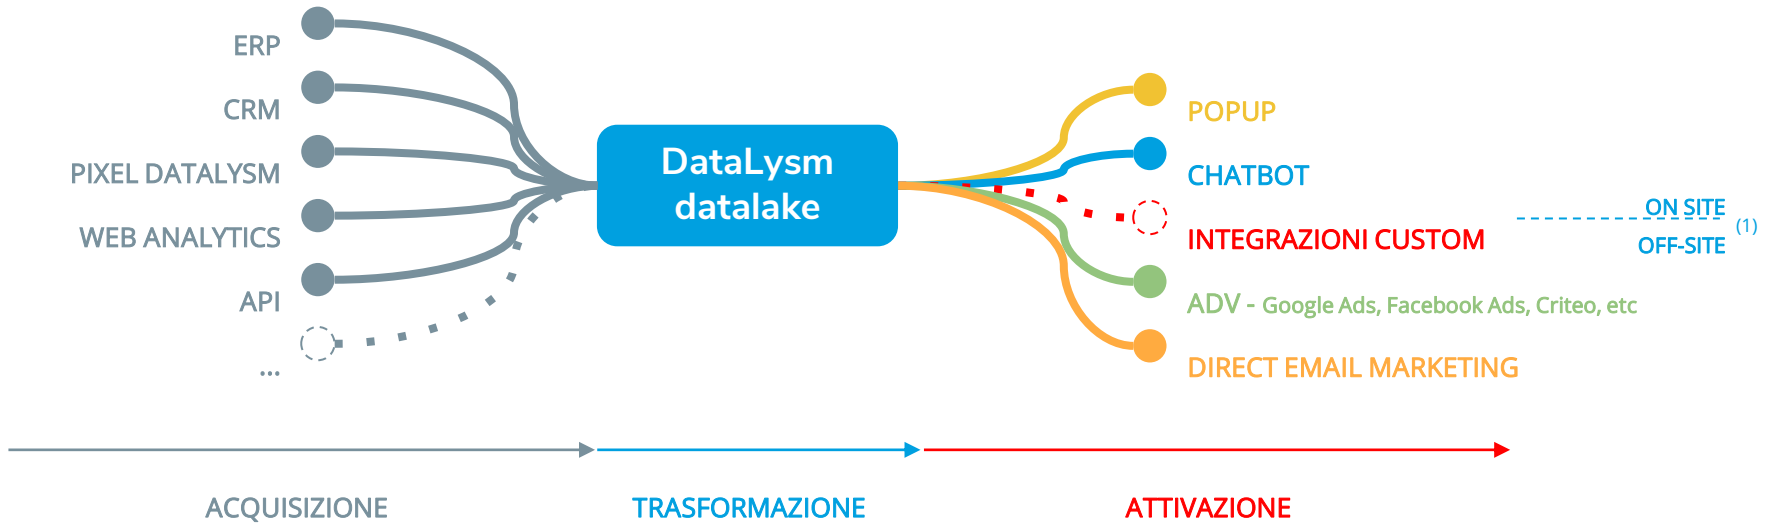 ERP
CRM
PIXEL DATALYSM
WEB ANALYTICS
API
...
DataLysm
datalake
POPUP
CHATBOT
INTEGRAZIONI CUSTOM
ADV - Google Ads, Facebook Ads, Criteo, etc
DIRECT EMAIL MARKETING
ON SITE
(1)
OFF-SITE
ACQUISIZIONE
TRASFORMAZIONE
ATTIVAZIONE